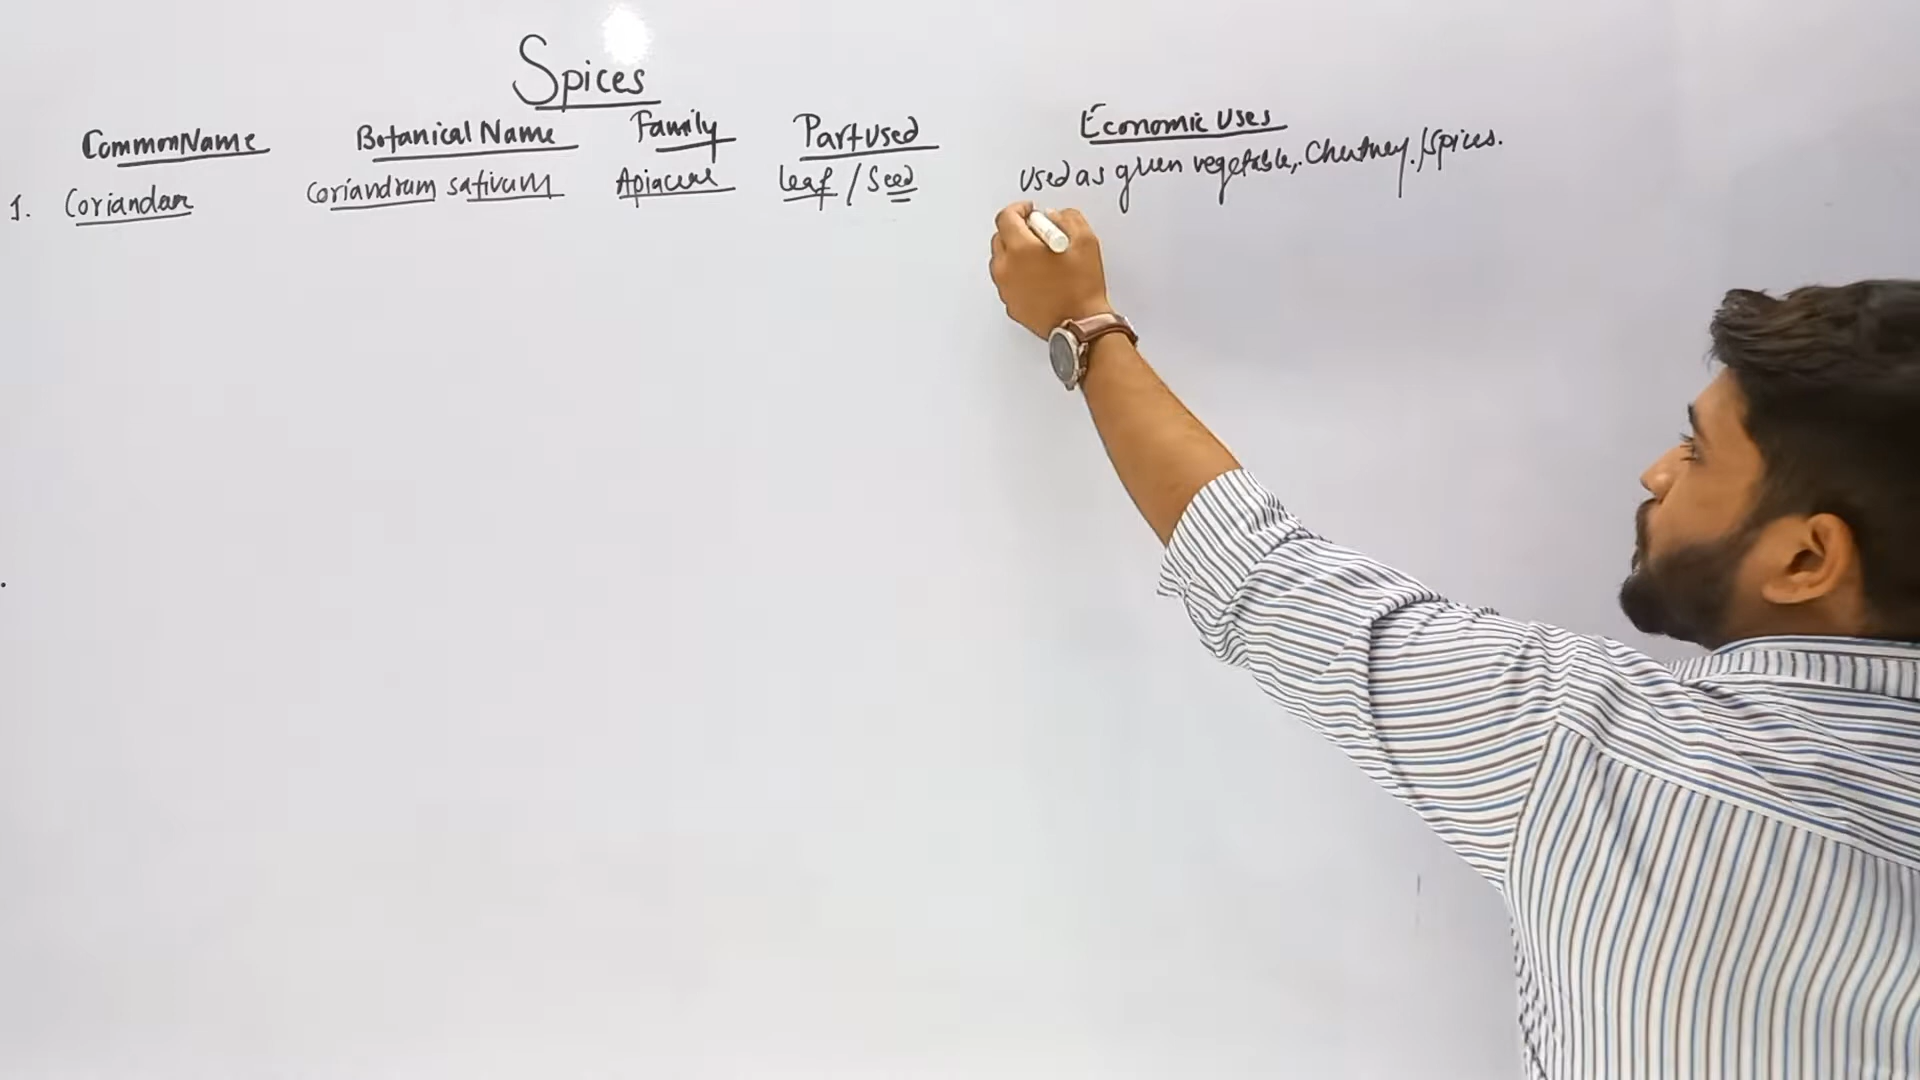 Spices
Common Name Botanical Name Family Part used Economic Uses
1. Coriandar Coriandrum sativum Apiaceae leaf / Seed Used as green vegetable, Chutney / Spices.